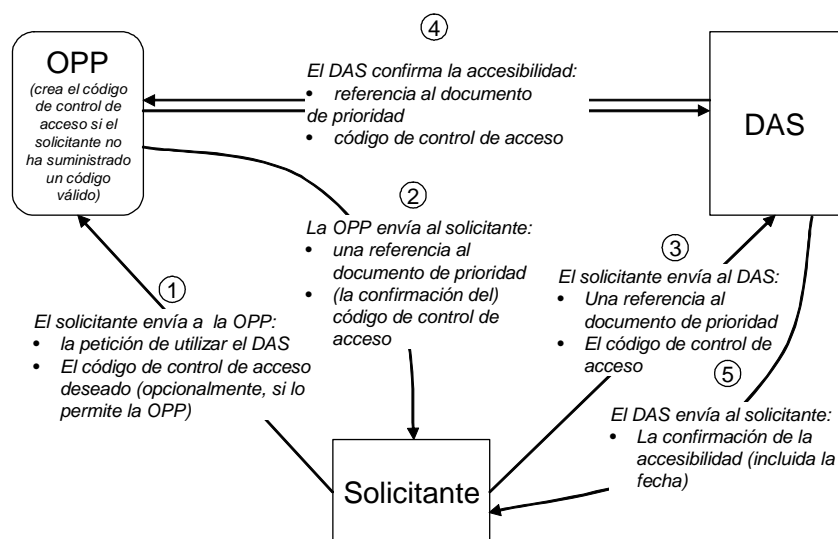 OPP
(crea el código
de control de
acceso si el
solicitante no
ha suministrado
un código
válido)
4
El DAS confirma la accesibilidad:
• referencia al documento
de prioridad
• código de control de acceso
DAS
2
La OPP envía al solicitante:
• una referencia al
documento de prioridad
• (la confirmación del)
código de control de
acceso
3
El solicitante envía al DAS:
• Una referencia al
documento de prioridad
• El código de control de
acceso
1
El solicitante envía a la OPP:
• la petición de utilizar el DAS
• El código de control de acceso
deseado (opcionalmente, si lo
permite la OPP)
5
El DAS envía al solicitante:
• La confirmación de la
accesibilidad (incluida la
fecha)
Solicitante